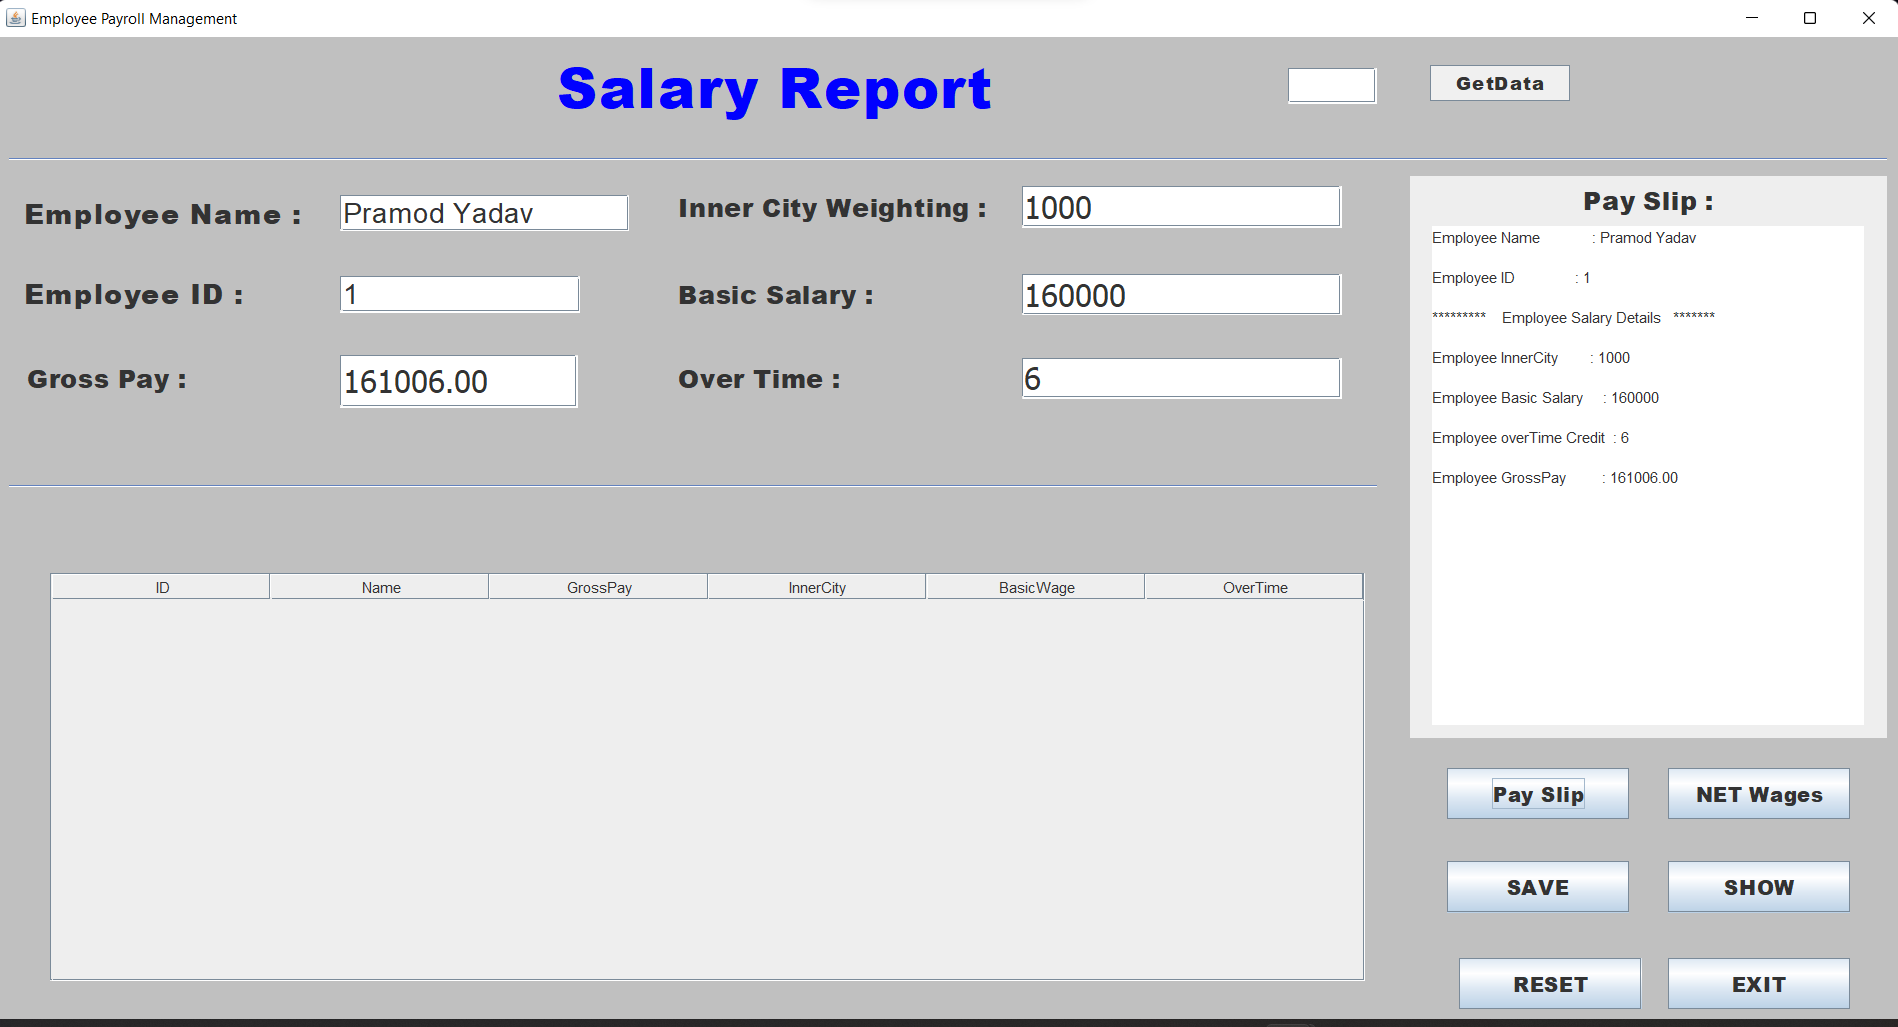 Employee Payroll Management
Salary Report
GetData
Employee Name :
Pramod Yadav
Inner City Weighting :
1000
Employee ID :
1
Basic Salary :
160000
Gross Pay :
161006.00
Over Time :
6
Pay Slip :
Employee Name : Pramod Yadav
Employee ID : 1
********* Employee Salary Details *******
Employee InnerCity : 1000
Employee Basic Salary : 160000
Employee overTime Credit : 6
Employee GrossPay : 161006.00
ID Name GrossPay InnerCity BasicWage OverTime
Pay Slip
NET Wages
SAVE
SHOW
RESET
EXIT